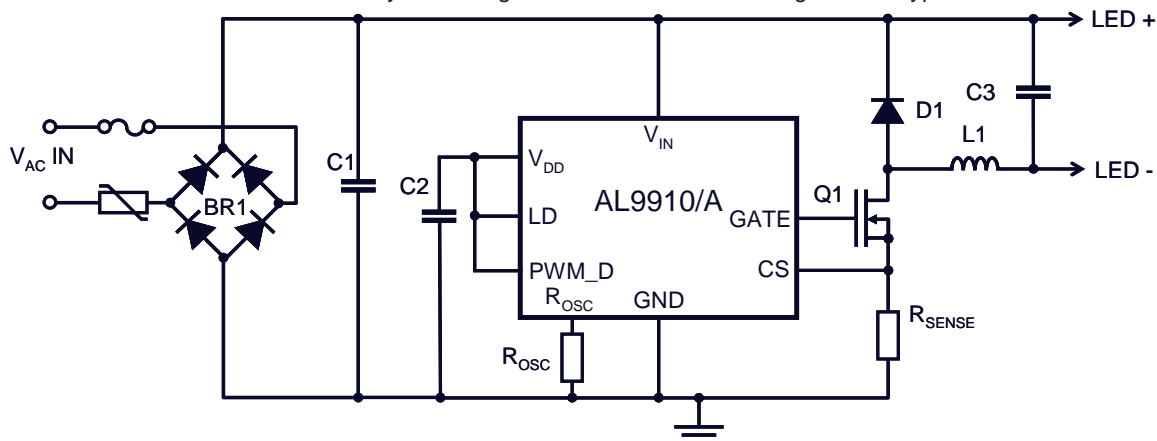 LED +
C3
D1
V_IN
L1
V_AC IN
C1
V_DD
C2
LED -
AL9910/A
Q1
BR1
LD
GATE
PWM_D
CS
R_OSC
GND
R_SENSE
R_OSC